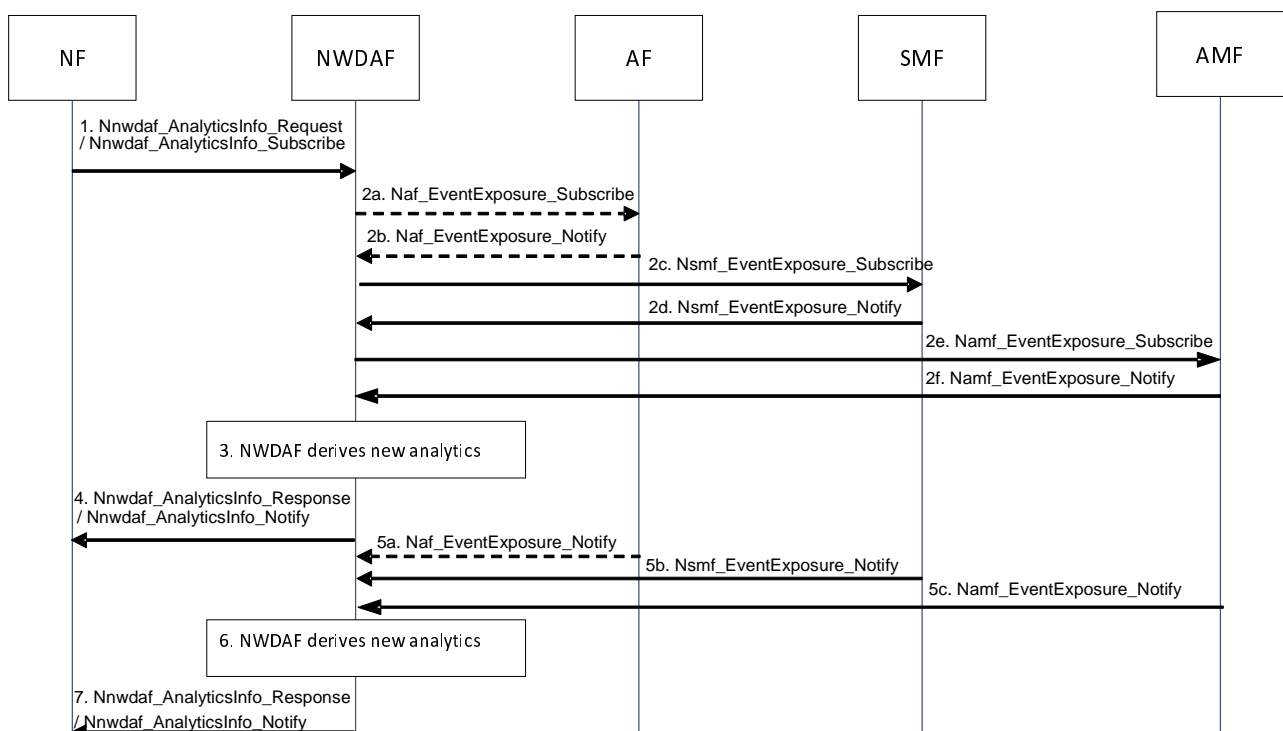 NF
NWDAF
AF
SMF
AMF
1. Nnwdaf_AnalyticsInfo_Request
/ Nnwdaf_AnalyticsInfo_Subscribe
2a. Naf_EventExposure_Subscribe
2b. Naf_EventExposure_Notify
2c. Nsmf_EventExposure_Subscribe
2d. Nsmf_EventExposure_Notify
2e. Namf_EventExposure_Subscribe
2f. Namf_EventExposure_Notify
3. NWDAF derives new analytics
4. Nnwdaf_AnalyticsInfo_Response
/ Nnwdaf_AnalyticsInfo_Notify
5a. Naf_EventExposure_Notify
5b. Nsmf_EventExposure_Notify
5c. Namf_EventExposure_Notify
6. NWDAF derives new analytics
7. Nnwdaf_AnalyticsInfo_Response
/ Nnwdaf_AnalyticsInfo_Notify